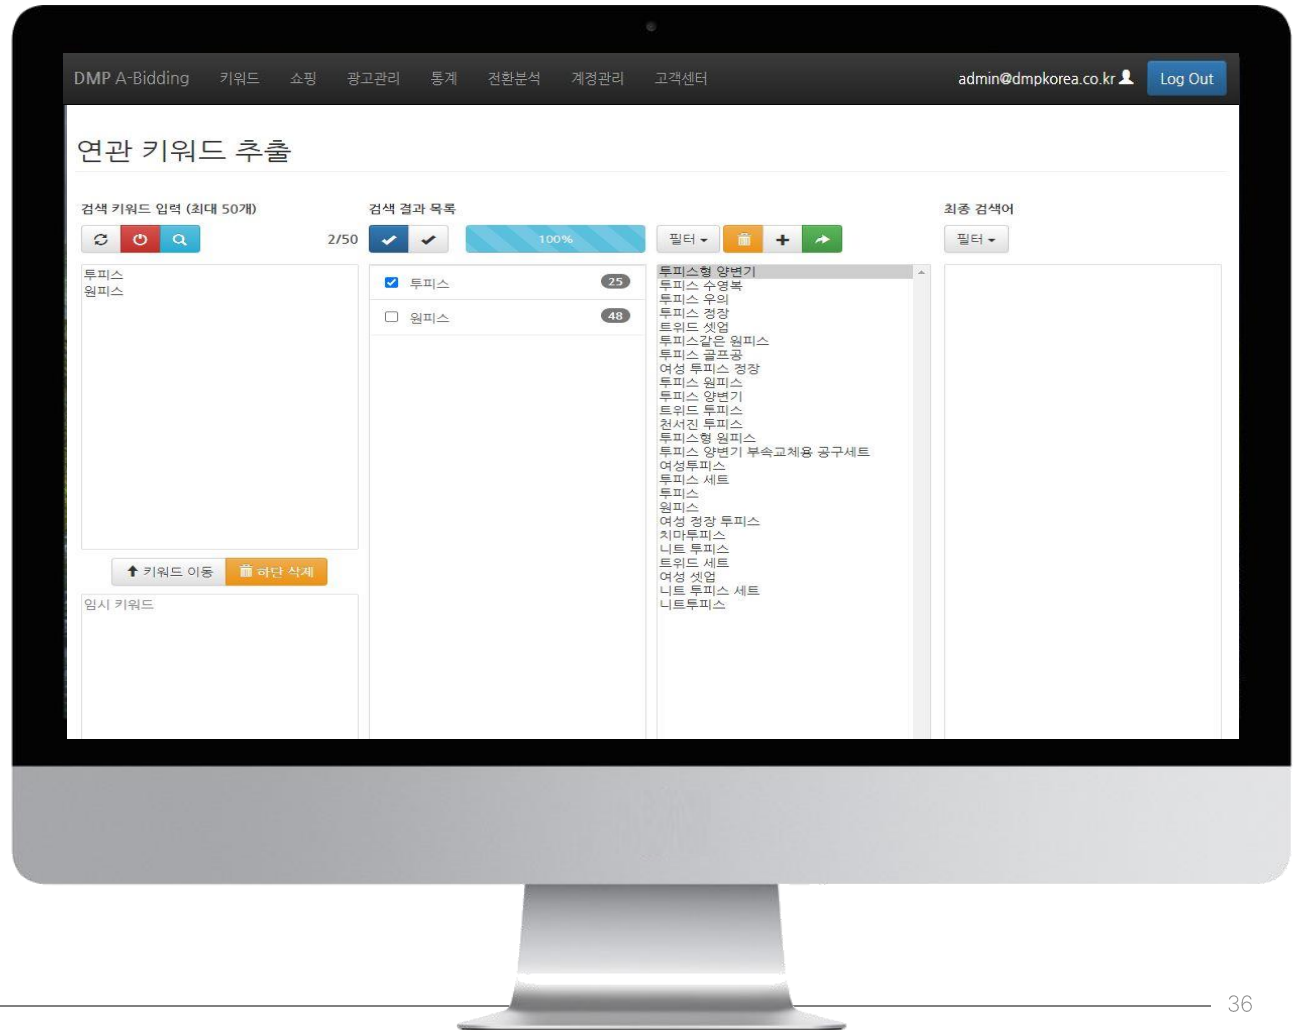 DMP A-Bidding 키워드 쇼핑 광고관리 통계 전환분석 계정관리 고객센터 admin@dmpkorea.co.kr Log Out
연관 키워드 추출
검색 키워드 입력 (최대 50개) 검색 결과 목록 최종 검색어
2/50 100% 필터 필터
투피스
원피스
투피스 25
원피스 48
투피스형 양변기
투피스 수영복
투피스 우의
투피스 정장
트위드 셋업
투피스같은 원피스
투피스 골프공
여성 투피스 정장
투피스 원피스
투피스 양변기
트위드 투피스
천서진 투피스
투피스형 원피스
투피스 양변기 부속교체용 공구세트
여성투피스
투피스 세트
투피스
원피스
여성 정장 투피스
치마투피스
니트 투피스
트위드 세트
여성 셋업
니트 투피스 세트
니트투피스
키워드 이동 하단 삭제
임시 키워드
36